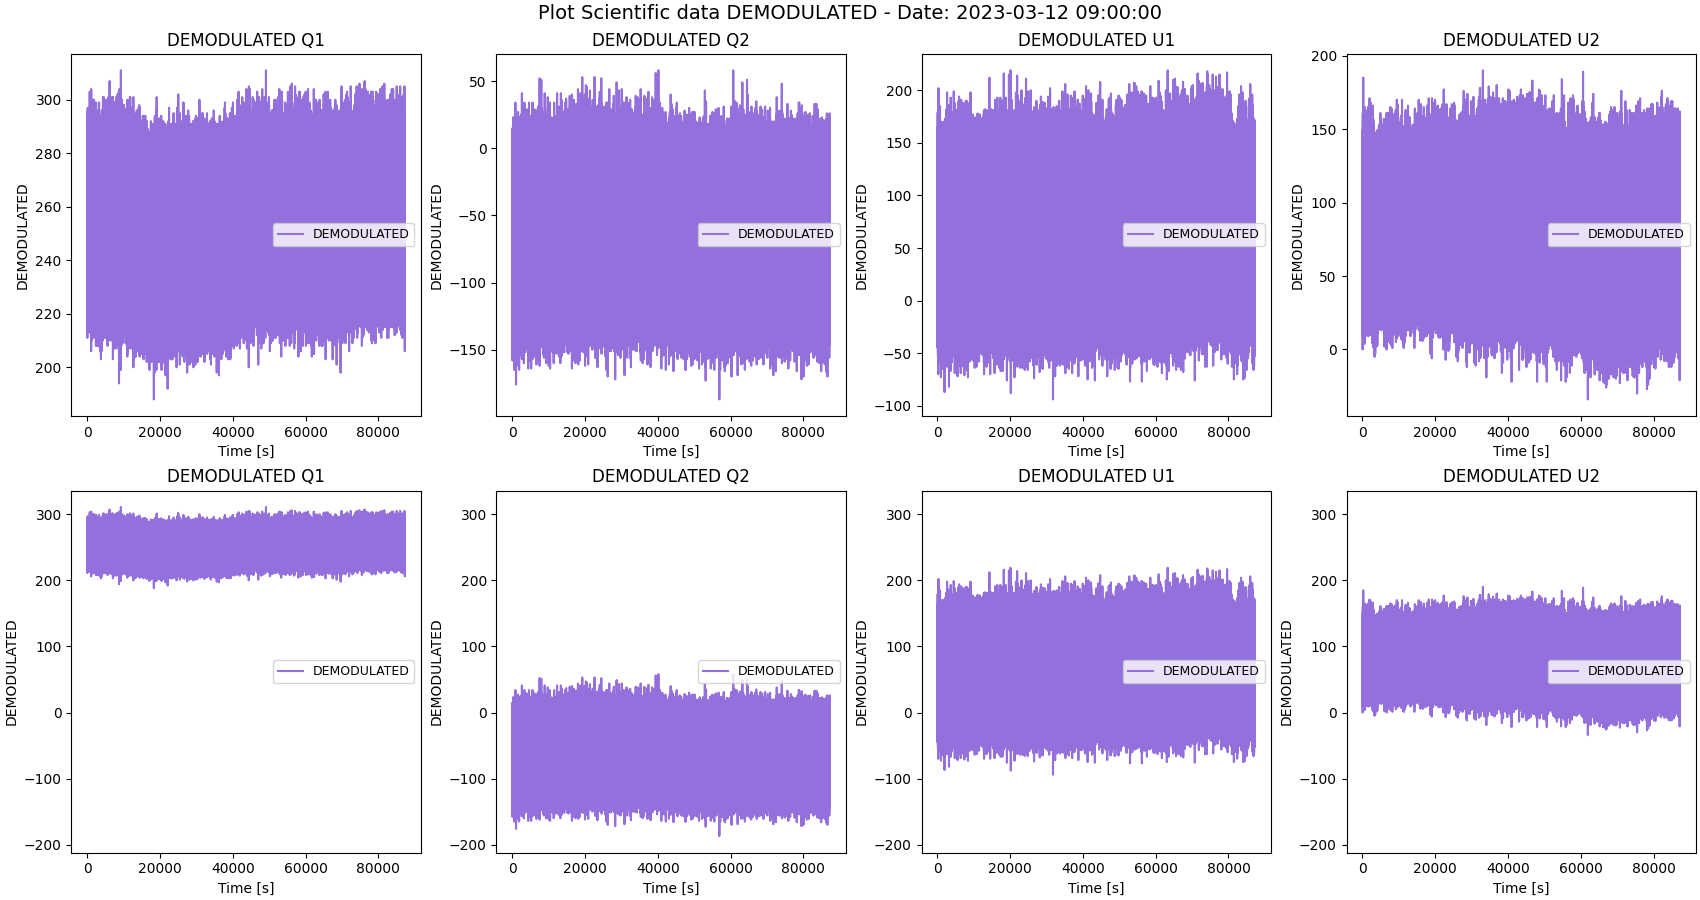 Plot Scientific data DEMODULATED - Date: 2023-03-12 09:00:00
DEMODULATED Q1
DEMODULATED
300
280
260
240
220
200
DEMODULATED
0 20000 40000 60000 80000
Time [s]
DEMODULATED Q2
DEMODULATED
50
0
−50
−100
−150
DEMODULATED
0 20000 40000 60000 80000
Time [s]
DEMODULATED U1
DEMODULATED
200
150
100
50
0
−50
−100
DEMODULATED
0 20000 40000 60000 80000
Time [s]
DEMODULATED U2
DEMODULATED
200
150
100
50
0
DEMODULATED
0 20000 40000 60000 80000
Time [s]
DEMODULATED Q1
DEMODULATED
300
200
100
0
−100
−200
DEMODULATED
0 20000 40000 60000 80000
Time [s]
DEMODULATED Q2
DEMODULATED
300
200
100
0
−100
−200
DEMODULATED
0 20000 40000 60000 80000
Time [s]
DEMODULATED U1
DEMODULATED
300
200
100
0
−100
−200
DEMODULATED
0 20000 40000 60000 80000
Time [s]
DEMODULATED U2
DEMODULATED
300
200
100
0
−100
−200
DEMODULATED
0 20000 40000 60000 80000
Time [s]